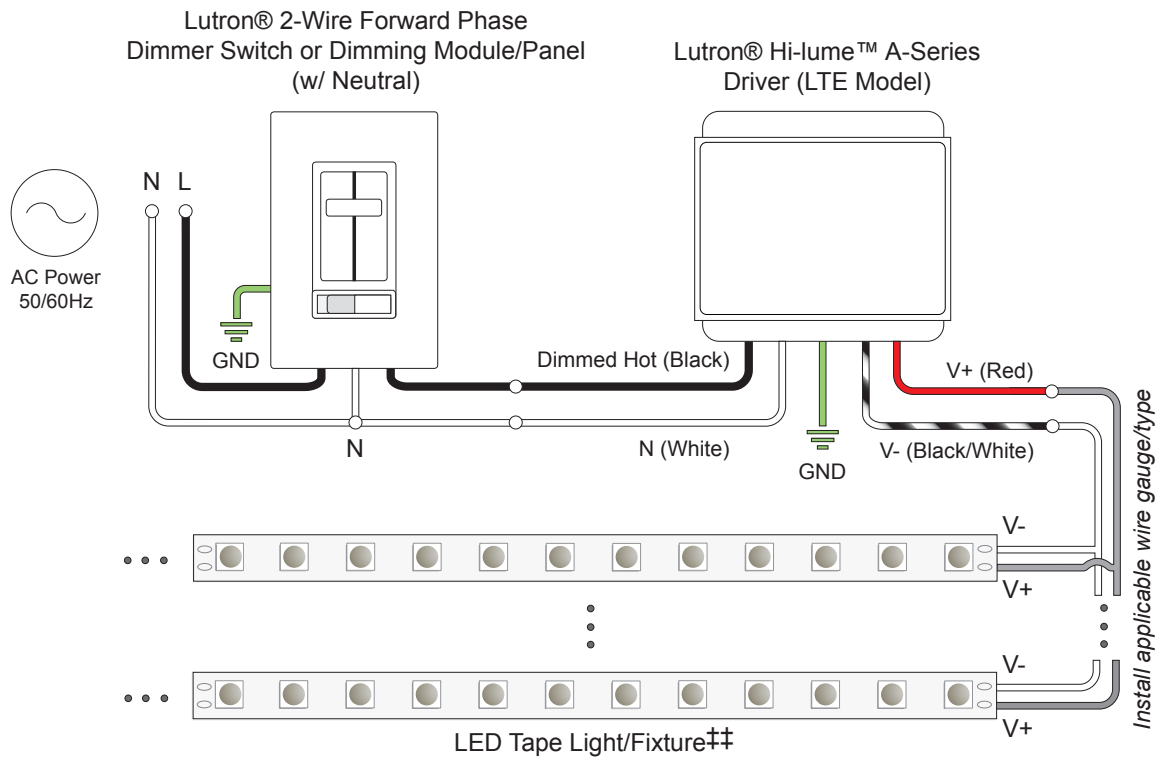 Lutron® 2-Wire Forward Phase
Dimmer Switch or Dimming Module/Panel
(w/ Neutral)
Lutron® Hi-lume™ A-Series
Driver (LTE Model)
N L
AC Power
50/60Hz
GND
Dimmed Hot (Black)
V+ (Red)
N
N (White)
GND
V- (Black/White)
Install applicable wire gauge/type
V-
V+
V-
V+
LED Tape Light/Fixture‡‡